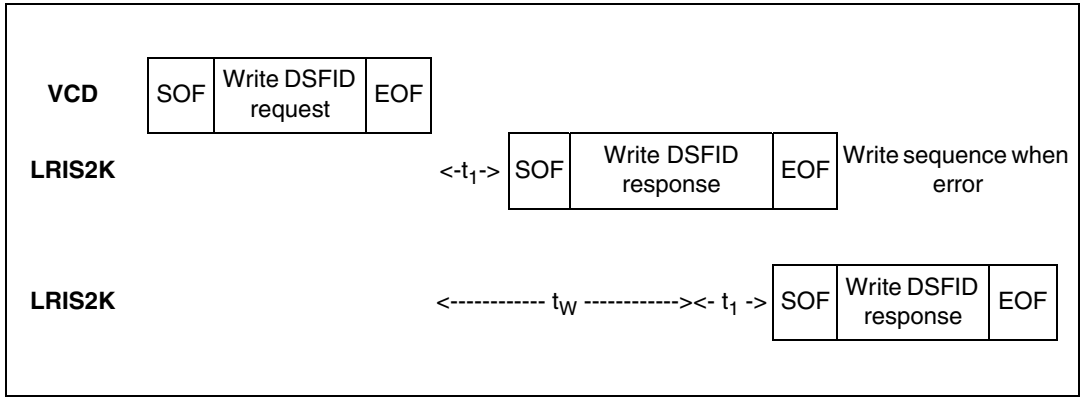 VCD SOF Write DSFID request EOF
LRIS2K <-t1-> SOF Write DSFID response EOF Write sequence when error
LRIS2K <------------ tW ------------><- t1 -> SOF Write DSFID response EOF